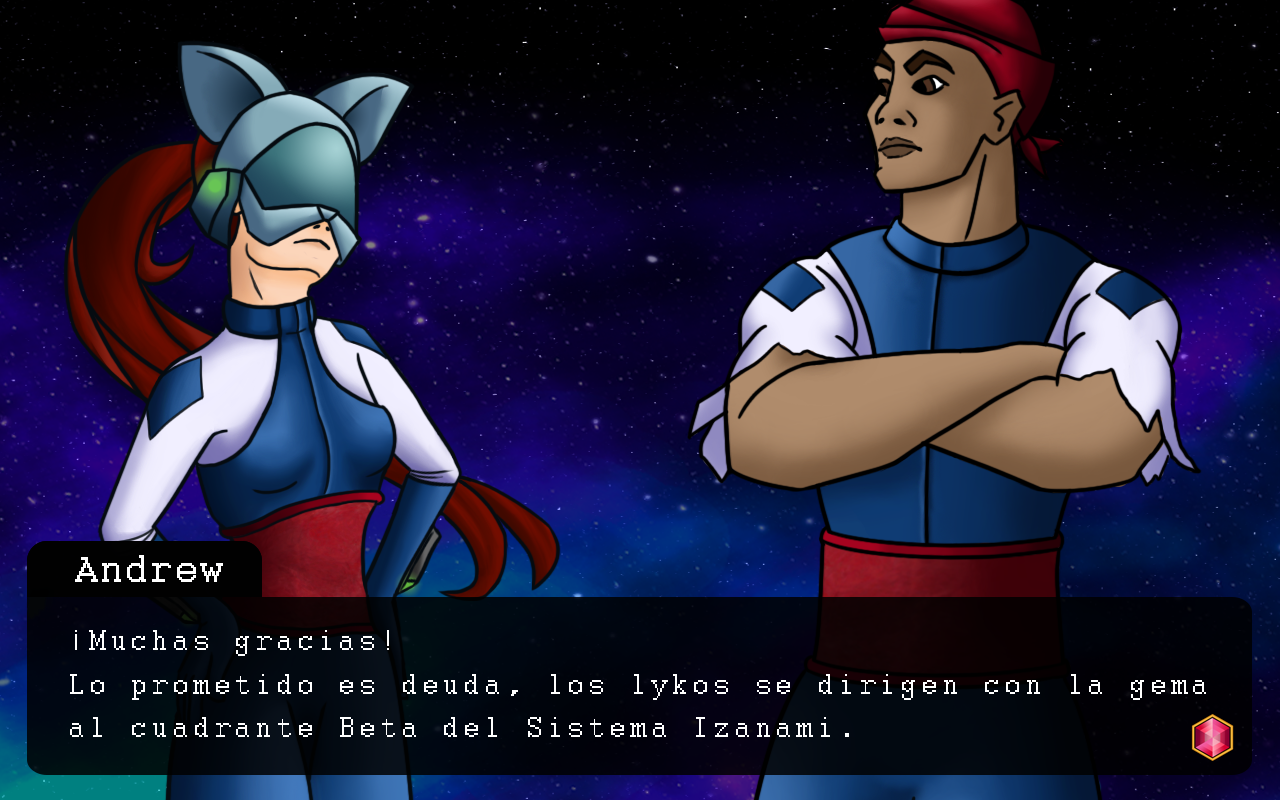 Andrew
¡Muchas gracias!
Lo prometido es deuda, los lykos se dirigen con la gema
al cuadrante Beta del Sistema Izanami.